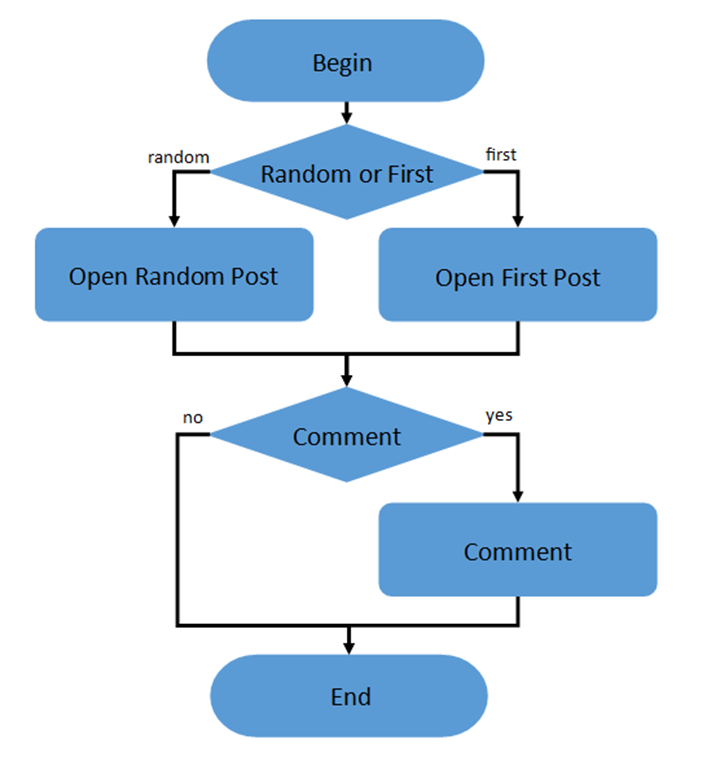 Begin
random
first
Random or First
Open Random Post
Open First Post
no
yes
Comment
Comment
End